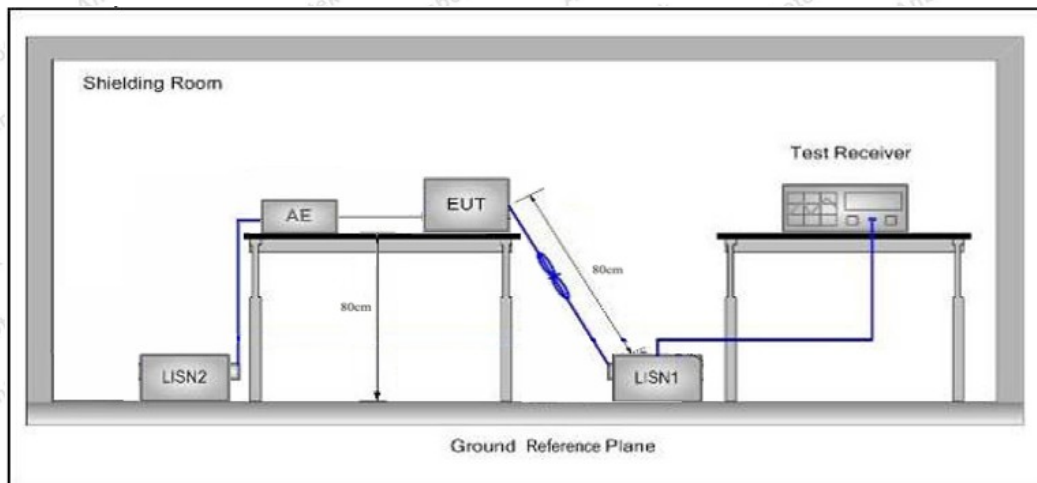 Shielding Room
Test Receiver
EUT
AE
80cm
80cm
LISN2
LISN1
Ground Reference Plane